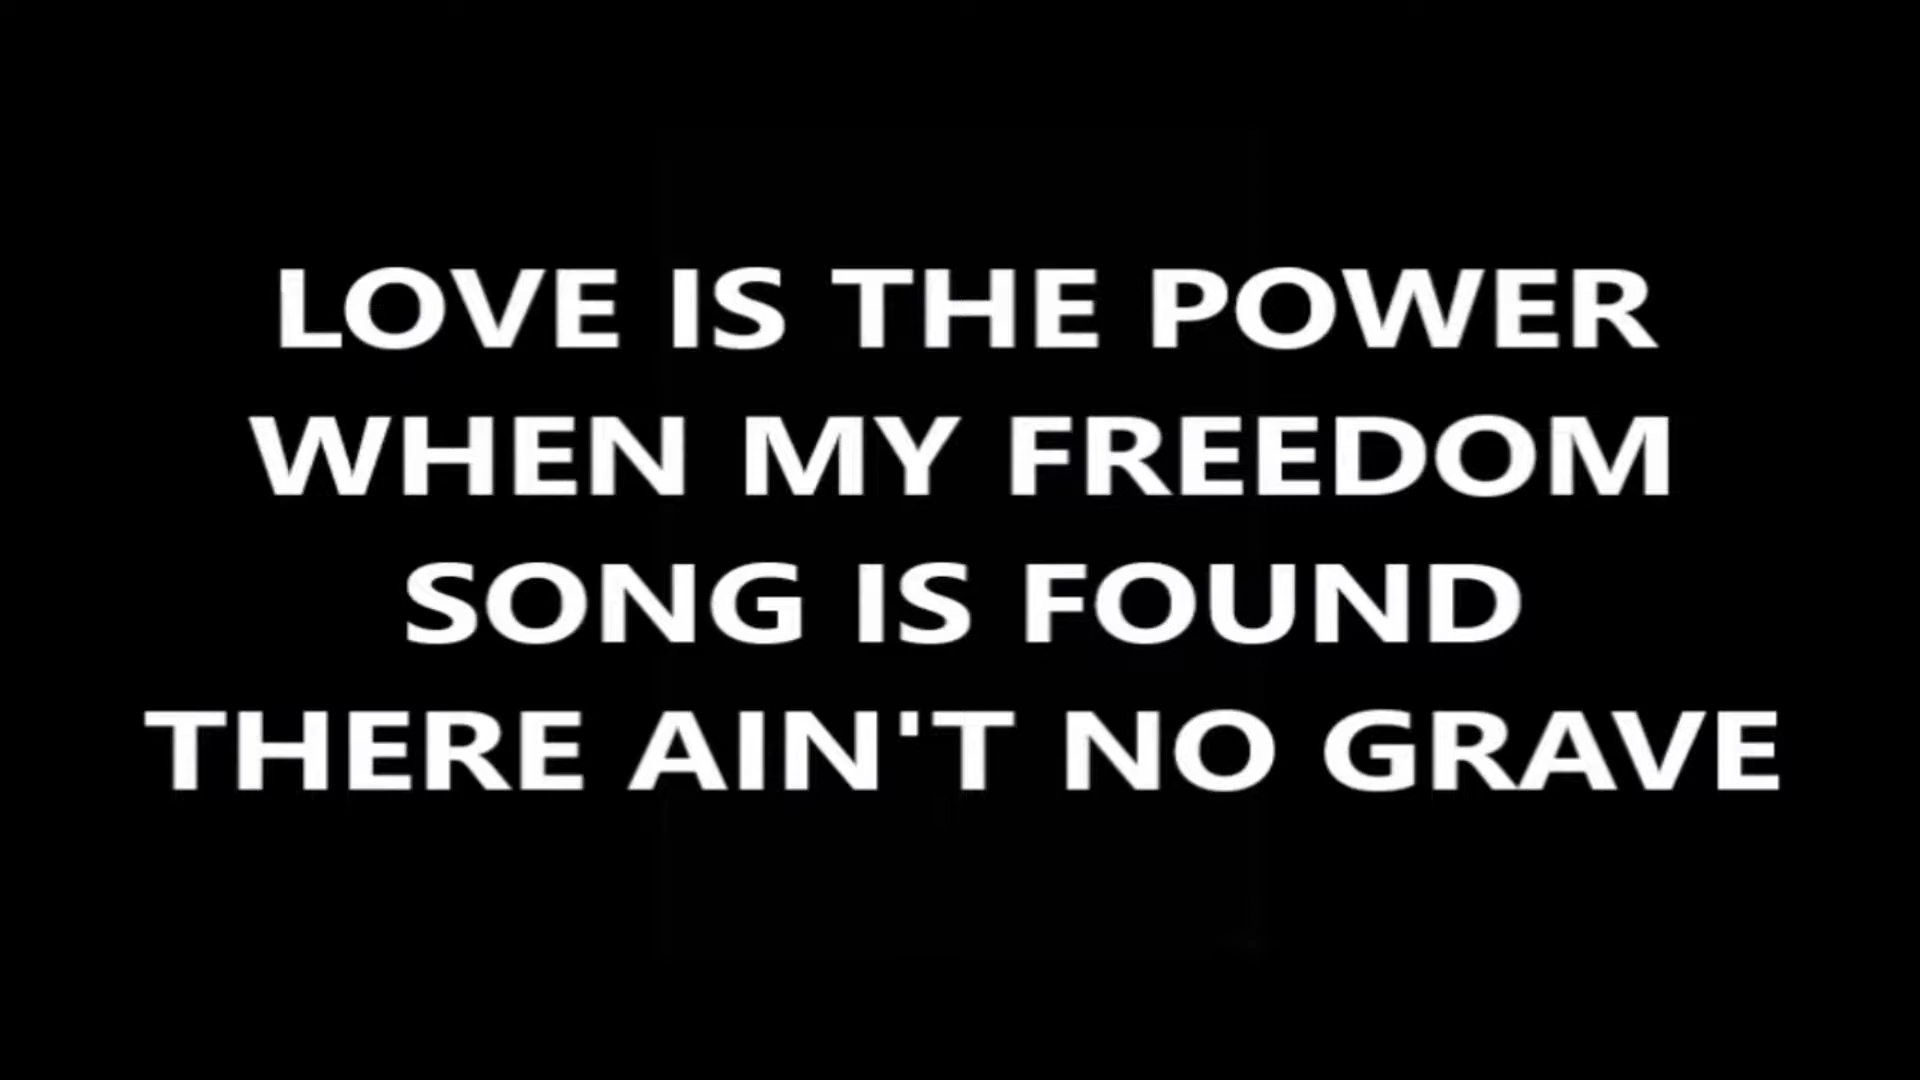 LOVE IS THE POWER
WHEN MY FREEDOM
SONG IS FOUND
THERE AIN'T NO GRAVE